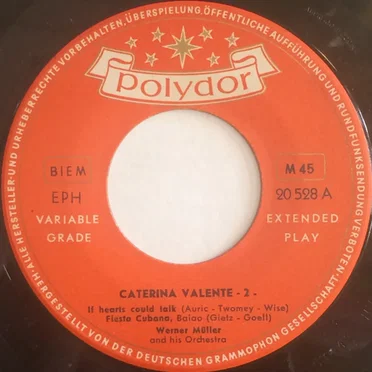 -ALLE HERSTELLER-UND URHEBERRECHTE VORBEHALTEN, ÜBERSPIELUNG, ÖFFENTLICHE AUFFÜHRUNG UND RUNDFUNKSENDUNG
Polydor
BIEM
EPH
VARIABLE
GRADE
M 45
20 528 A
EXTENDED
PLAY
CATERINA VALENTE - 2 -
If hearts could talk (Auric - Twomey - Wise)
Fiesta Cubana, Baiao (Gietz - Goell)
Werner Müller
and his Orchestra
HERGESTELLT VON DER DEUTSCHEN GRAMMOPHON GESELLSCHAFT